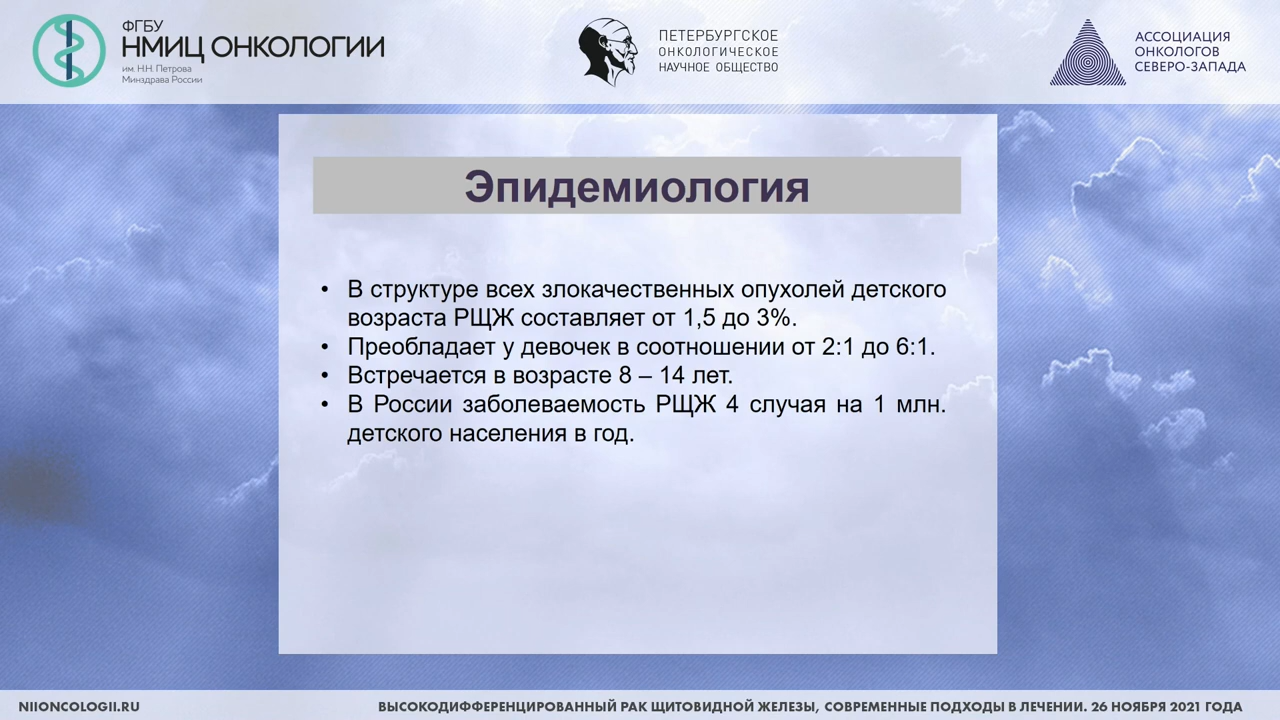 ФГБУ
НМИЦ ОНКОЛОГИИ
им. Н.Н. Петрова
Минздрава России
ПЕТЕРБУРГСКОЕ
ОНКОЛОГИЧЕСКОЕ
НАУЧНОЕ ОБЩЕСТВО
АССОЦИАЦИЯ
ОНКОЛОГОВ
СЕВЕРО-ЗАПАДА
Эпидемиология
• В структуре всех злокачественных опухолей детского
возраста РЩЖ составляет от 1,5 до 3%.
• Преобладает у девочек в соотношении от 2:1 до 6:1.
• Встречается в возрасте 8 – 14 лет.
• В России заболеваемость РЩЖ 4 случая на 1 млн.
детского населения в год.
NIIONCOLOGII.RU
ВЫСОКОДИФФЕРЕНЦИРОВАННЫЙ РАК ЩИТОВИДНОЙ ЖЕЛЕЗЫ, СОВРЕМЕННЫЕ ПОДХОДЫ В ЛЕЧЕНИИ. 26 НОЯБРЯ 2021 ГОДА